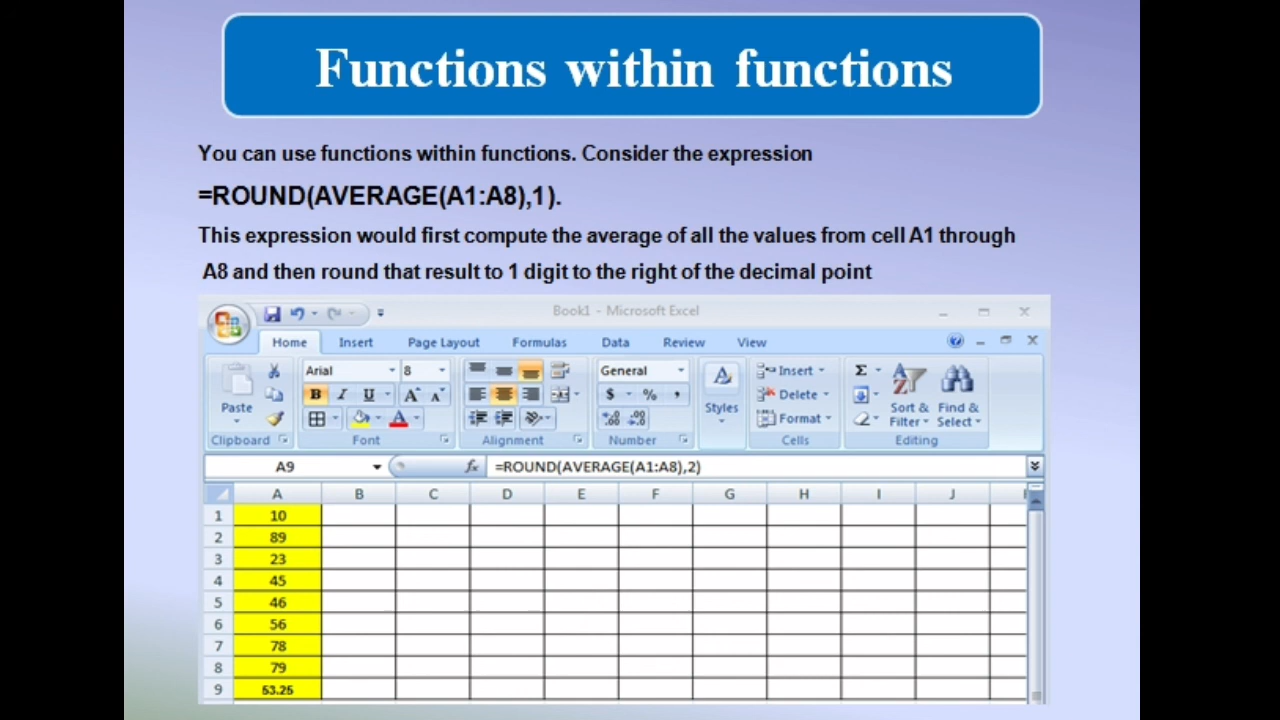 Functions within functions
You can use functions within functions. Consider the expression
=ROUND(AVERAGE(A1:A8),1).
This expression would first compute the average of all the values from cell A1 through
A8 and then round that result to 1 digit to the right of the decimal point
Book1 - Microsoft Excel
Home Insert Page Layout Formulas Data Review View
Arial 8 General Insert Σ
B I U A A $ % , Delete
Paste Styles Format Sort & Filter Find & Select
A
Clipboard Font Alignment Number Cells Editing
A9 fx =ROUND(AVERAGE(A1:A8),2)
A B C D E F G H I J
1 10
2 89
3 23
4 45
5 46
6 56
7 78
8 79
9 53.25